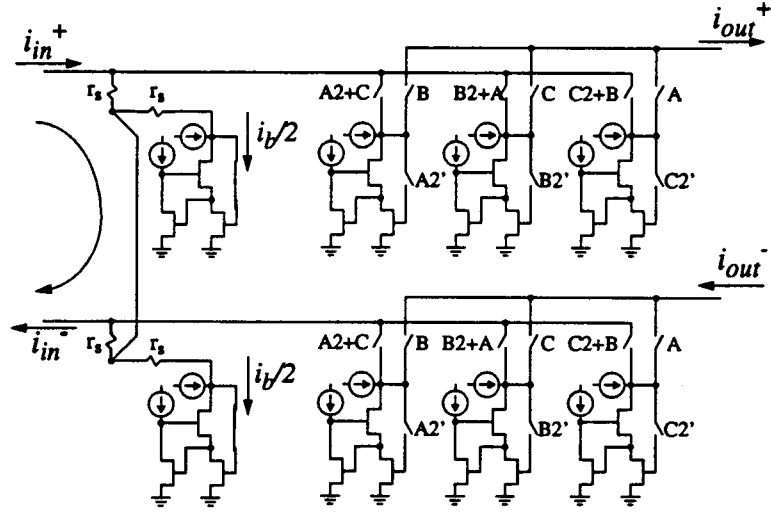 i_in^+
i_out^+
r_s
r_s
A2+C
B
B2+A
C
C2+B
A
i_b/2
A2'
B2'
C2'
i_out^-
i_in^-
r_s
r_s
A2+C
B
B2+A
C
C2+B
A
i_b/2
A2'
B2'
C2'